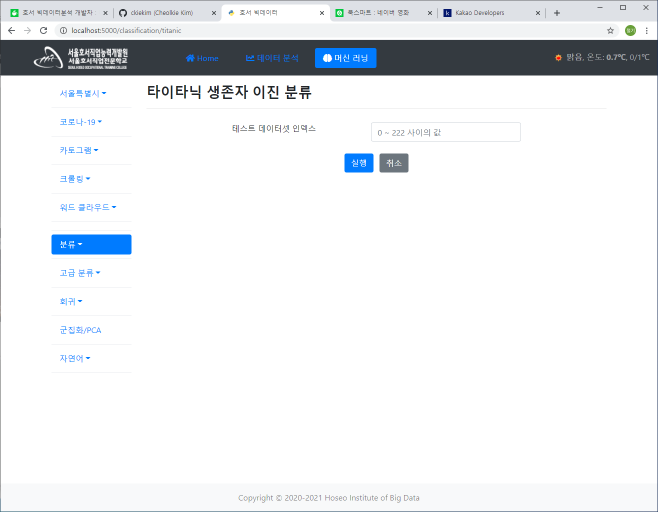 호서 빅데이터분석 개발자
ckiekim (Cheolkie Kim)
호서 빅데이터
북스마트 : 네이버 영화
Kakao Developers
localhost:5000/classification/titanic
서울호서직업능력개발원
서울호서직업전문학교
Home
데이터 분석
머신 러닝
맑음, 온도: 0.7℃, 0/1℃
서울특별시
코로나-19
카토그램
크롤링
워드 클라우드
분류
고급 분류
회귀
군집화/PCA
자연어
타이타닉 생존자 이진 분류
테스트 데이터셋 인덱스
0 ~ 222 사이의 값
실행
취소
Copyright © 2020-2021 Hoseo Institute of Big Data